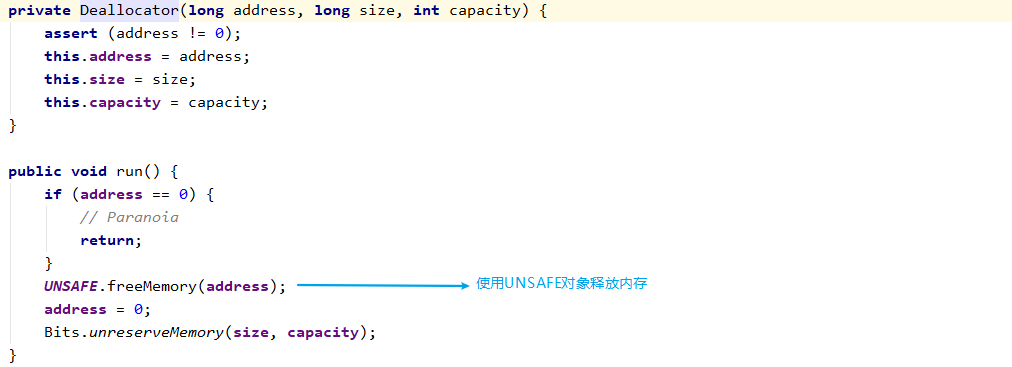 private Deallocator(long address, long size, int capacity) {
    assert (address != 0);
    this.address = address;
    this.size = size;
    this.capacity = capacity;
}
public void run() {
    if (address == 0) {
        // Paranoia
        return;
    }
    UNSAFE.freeMemory(address); 使用UNSAFE对象释放内存
    address = 0;
    Bits.unreserveMemory(size, capacity);
}